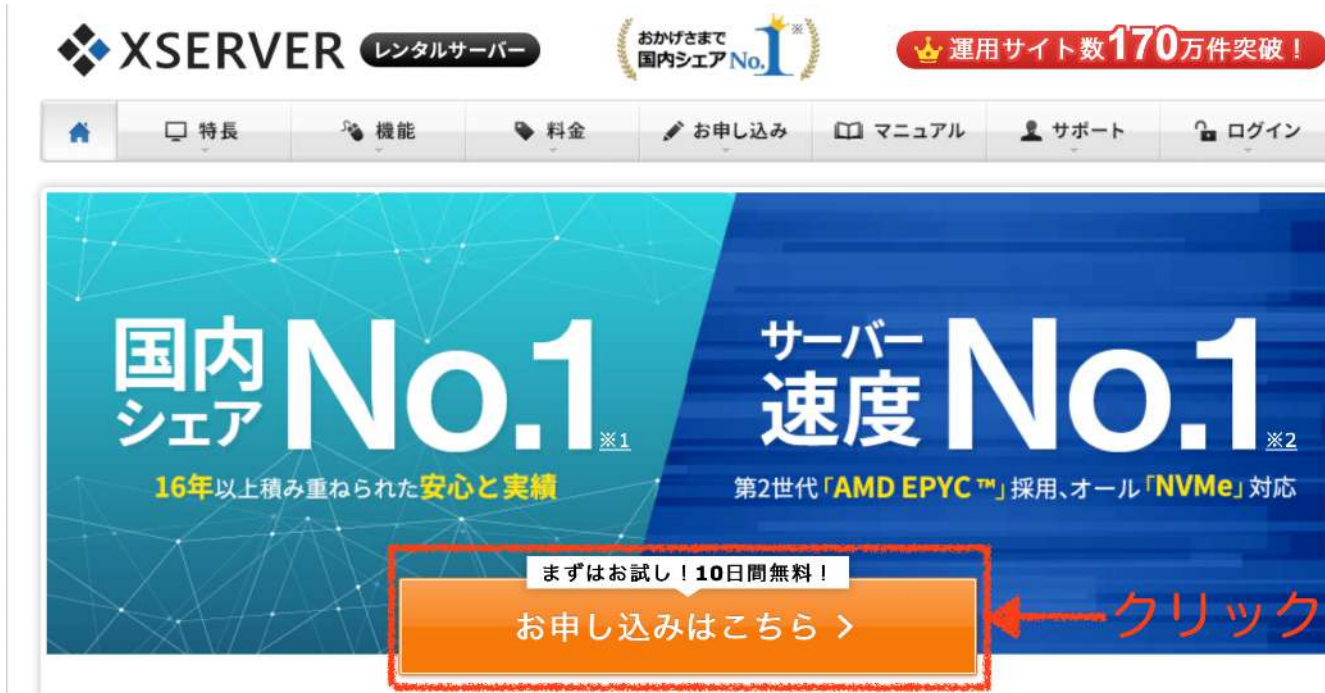 XSERVER レンタルサーバー
おかげさまで
国内シェアNo.1※
運用サイト数170万件突破！
特長 機能 料金 お申し込み マニュアル サポート ログイン
国内
シェア
No.1※1
16年以上積み重ねられた安心と実績
サーバー
速度
No.1※2
第2世代「AMD EPYC™」採用、オール「NVMe」対応
まずはお試し！10日間無料！
お申し込みはこちら
クリック